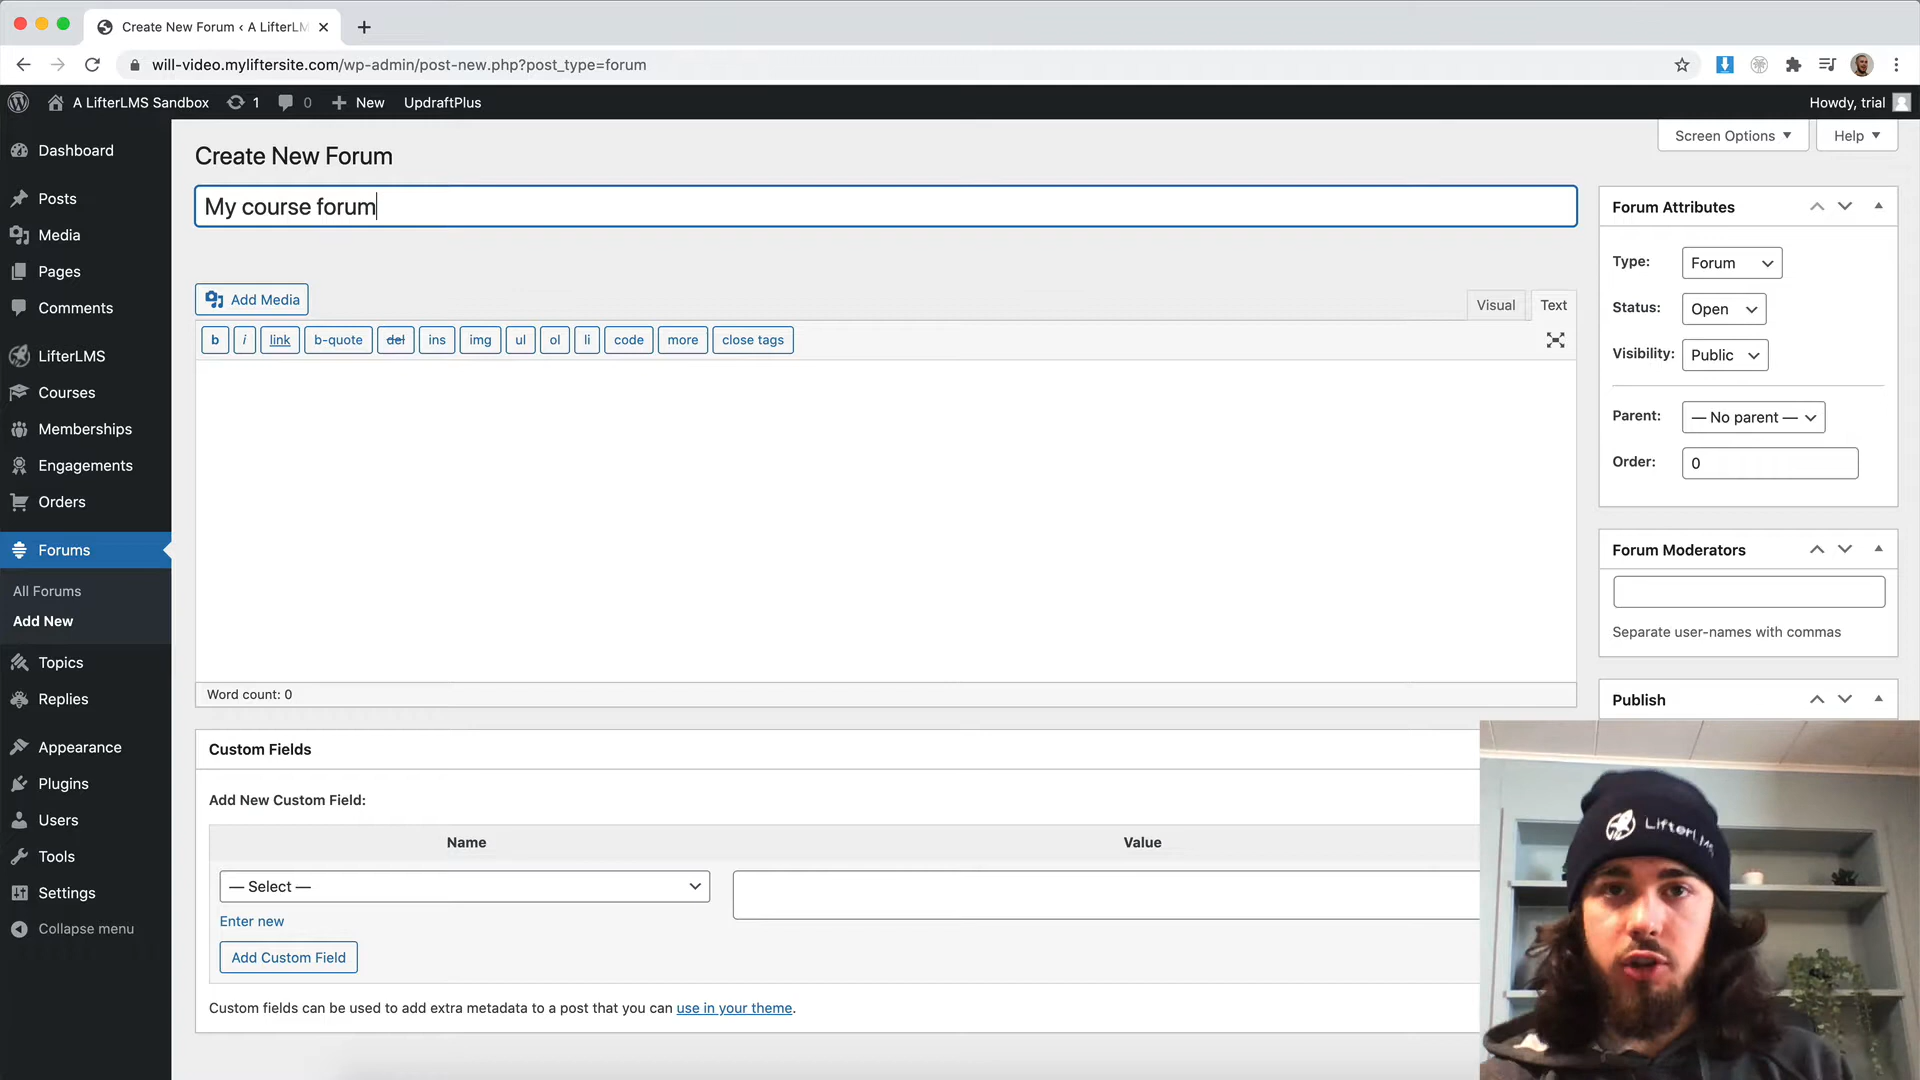 Create New Forum ‹ A LifterLM
will-video.myliftersite.com/wp-admin/post-new.php?post_type=forum
A LifterLMS Sandbox 1 0 New UpdraftPlus Howdy, trial
Screen Options Help
Dashboard
Posts
Media
Pages
Comments
LifterLMS
Courses
Memberships
Engagements
Orders
Forums
All Forums
Add New
Topics
Replies
Appearance
Plugins
Users
Tools
Settings
Collapse menu
Create New Forum
My course forum
Add Media
Visual Text
b i link b-quote del ins img ul ol li code more close tags
Word count: 0
Custom Fields
Add New Custom Field:
Name Value
— Select —
Enter new
Add Custom Field
Custom fields can be used to add extra metadata to a post that you can use in your theme.
Forum Attributes
Type: Forum
Status: Open
Visibility: Public
Parent: — No parent —
Order: 0
Forum Moderators
Separate user-names with commas
Publish
LifterLMS